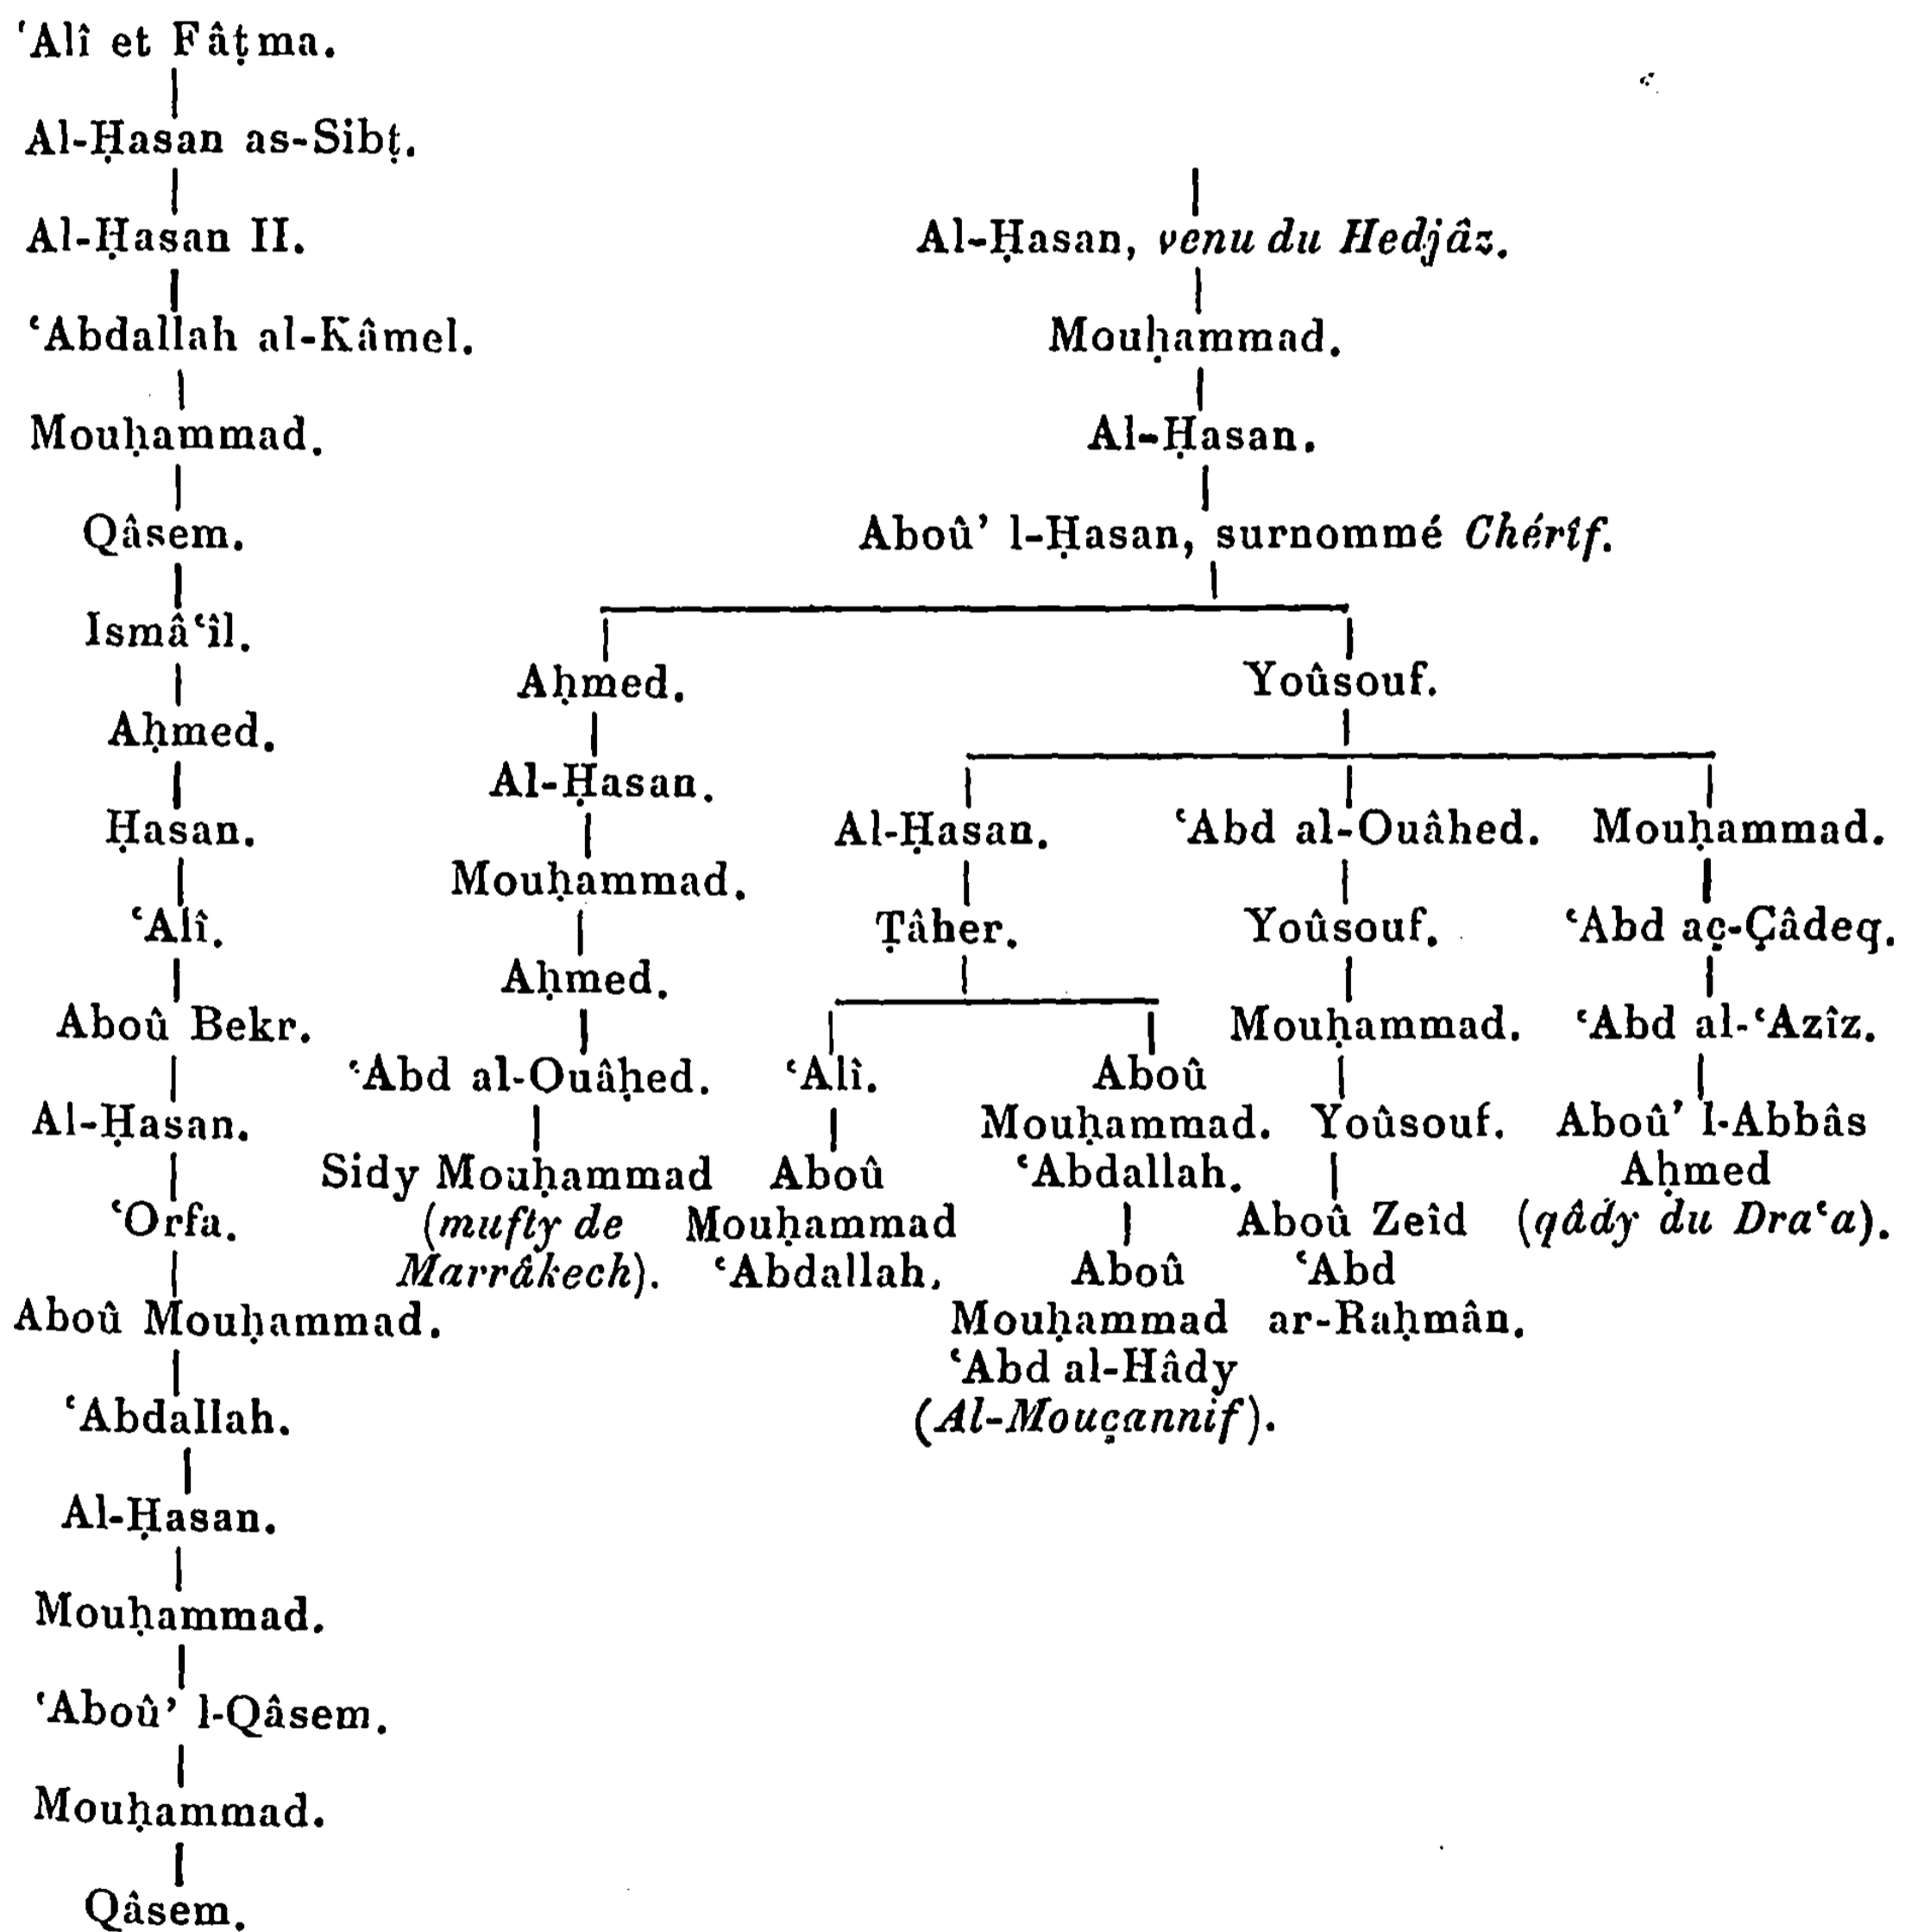 ‘Alî et Fâṭma.
Al-Ḥasan as-Sibṭ.
Al-Ḥasan II.
‘Abdallah al-Kâmel.
Mouḥammad.
Qâsem.
Ismâ‘îl.
Aḥmed.
Ḥasan.
‘Alî.
Aboû Bekr.
Al-Ḥasan.
‘Orfa.
Aboû Mouḥammad.
‘Abdallah.
Al-Ḥasan.
Mouḥammad.
‘Aboû’ l-Qâsem.
Mouḥammad.
Qâsem.
Al-Ḥasan, venu du Hedjâz.
Mouḥammad.
Al-Ḥasan.
Aboû’ l-Ḥasan, surnommé Chérîf.
Aḥmed.
Al-Ḥasan.
Mouḥammad.
Aḥmed.
‘Abd al-Ouâḥed.
Sidy Mouḥammad
(mufty de
Marrâkech).
Yoûsouf.
Al-Ḥasan.
Ṭâher.
‘Alî.
Aboû
Mouḥammad
‘Abdallah.
Aboû
Mouḥammad.
‘Abdallah.
Aboû
Mouḥammad
‘Abd al-Hâdy
(Al-Mouçannif).
‘Abd al-Ouâhed.
Yoûsouf.
Mouḥammad.
Yoûsouf.
Aboû Zeîd
‘Abd
ar-Raḥmân.
Mouḥammad.
‘Abd aç-Çâdeq.
‘Abd al-‘Azîz.
Aboû’ l-Abbâs
Aḥmed
(qâḍy du Dra‘a).